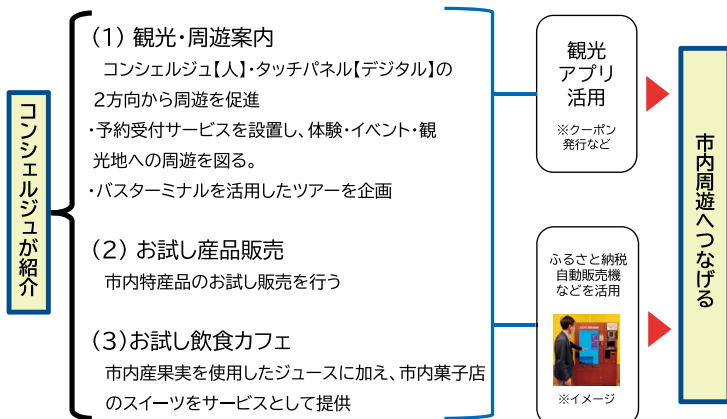 コンシェルジュが紹介
(1) 観光・周遊案内
コンシェルジュ【人】・タッチパネル【デジタル】の
2方向から周遊を促進
・予約受付サービスを設置し、体験・イベント・観
光地への周遊を図る。
・バスターミナルを活用したツアーを企画
(2) お試し産品販売
市内特産品のお試し販売を行う
(3)お試し飲食カフェ
市内産果実を使用したジュースに加え、市内菓子店
のスイーツをサービスとして提供
観光
アプリ
活用
※クーポン
発行など
ふるさと納税
自動販売機
などを活用
※イメージ
市内周遊へつなげる